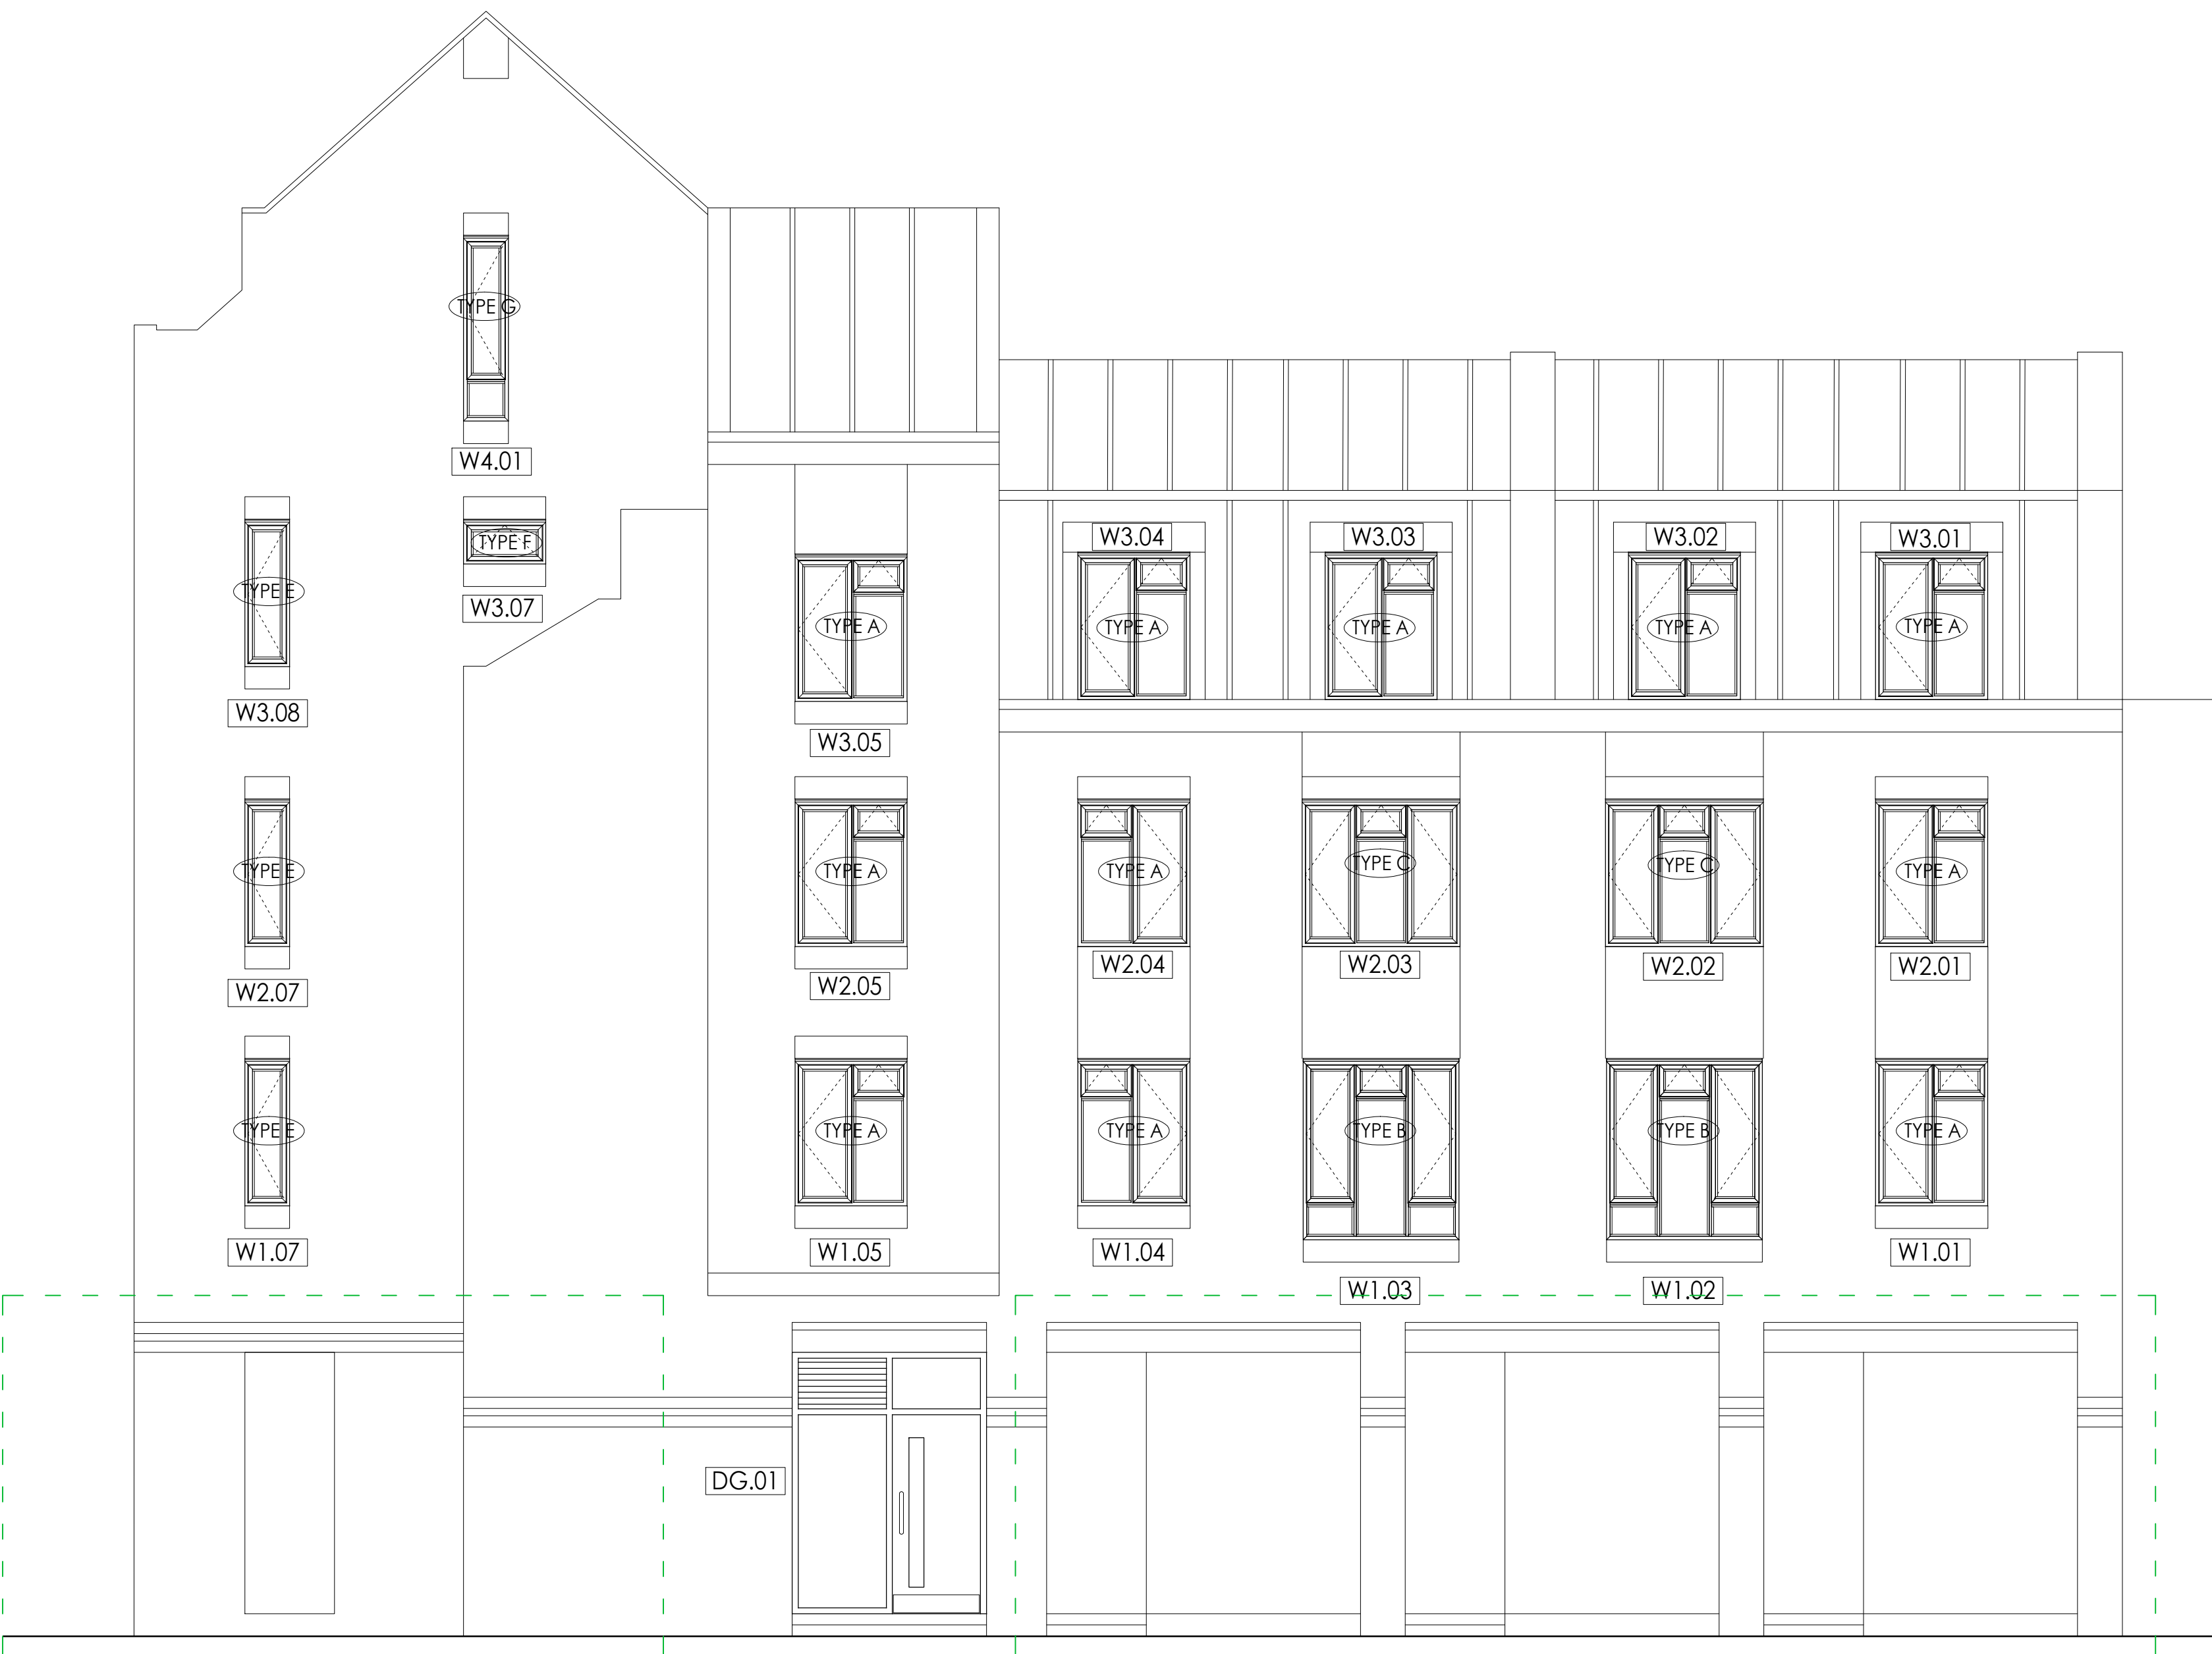 TYPE G
W4.01
TYPE F
W3.04
W3.03
W3.02
W3.01
TYPE E
W3.07
TYPE A
TYPE A
TYPE A
TYPE A
TYPE A
W3.08
W3.05
TYPE E
TYPE A
TYPE A
TYPE C
TYPE C
TYPE A
W2.07
W2.05
W2.04
W2.03
W2.02
W2.01
TYPE E
TYPE A
TYPE A
TYPE B
TYPE B
TYPE A
W1.07
W1.05
W1.04
W1.03
W1.02
W1.01
DG.01